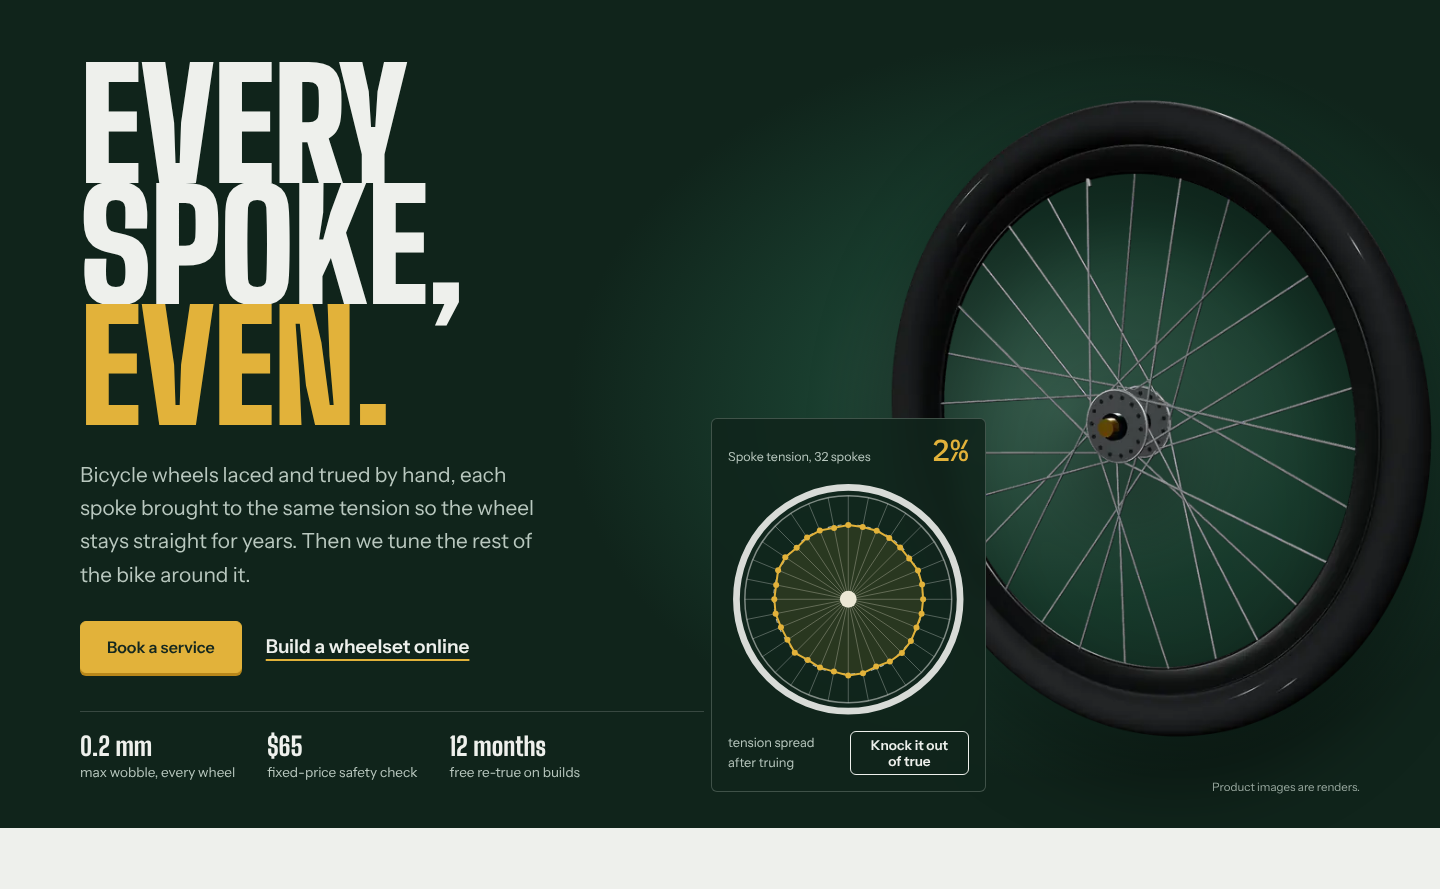 EVERY
SPOKE,
EVEN.
Bicycle wheels laced and trued by hand, each
spoke brought to the same tension so the wheel
stays straight for years. Then we tune the rest of
the bike around it.
Book a service
Build a wheelset online
0.2 mm
max wobble, every wheel
$65
fixed-price safety check
12 months
free re-true on builds
Spoke tension, 32 spokes
2%
tension spread
after truing
Knock it out
of true
Product images are renders.